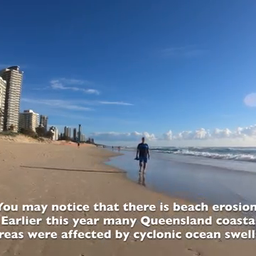 You may notice that there is beach erosion.
Earlier this year many Queensland coasta
reas were affected by cyclonic ocean swell